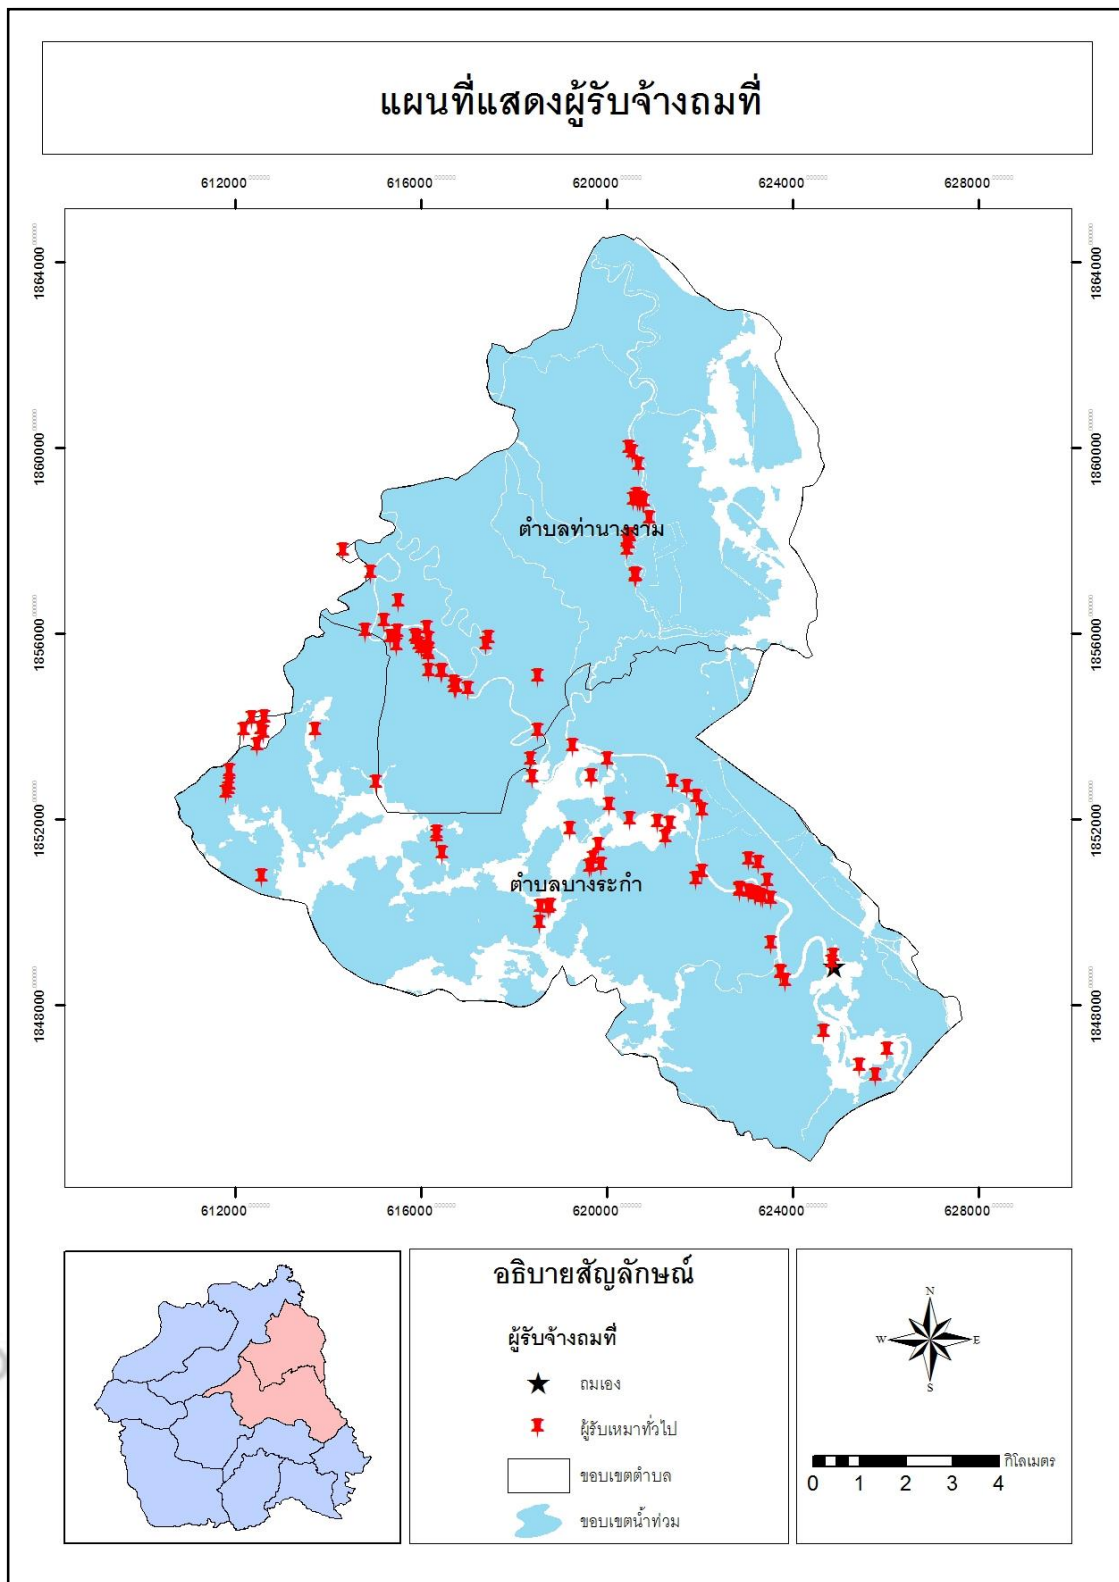 แผนที่แสดงผู้รับจ้างถมที่
612000 616000 620000 624000 628000
1864000 1864000
1860000 1860000
ตำบลท่านางงาม
1856000 1856000
1852000 1852000
ตำบลบางระกำ
1848000 1848000
612000 616000 620000 624000 628000
อธิบายสัญลักษณ์
ผู้รับจ้างถมที่
ถมเอง
ผู้รับเหมาทั่วไป
ขอบเขตตำบล
ขอบเขตน้ำท่วม
N
W E
S
กิโลเมตร
0 1 2 3 4